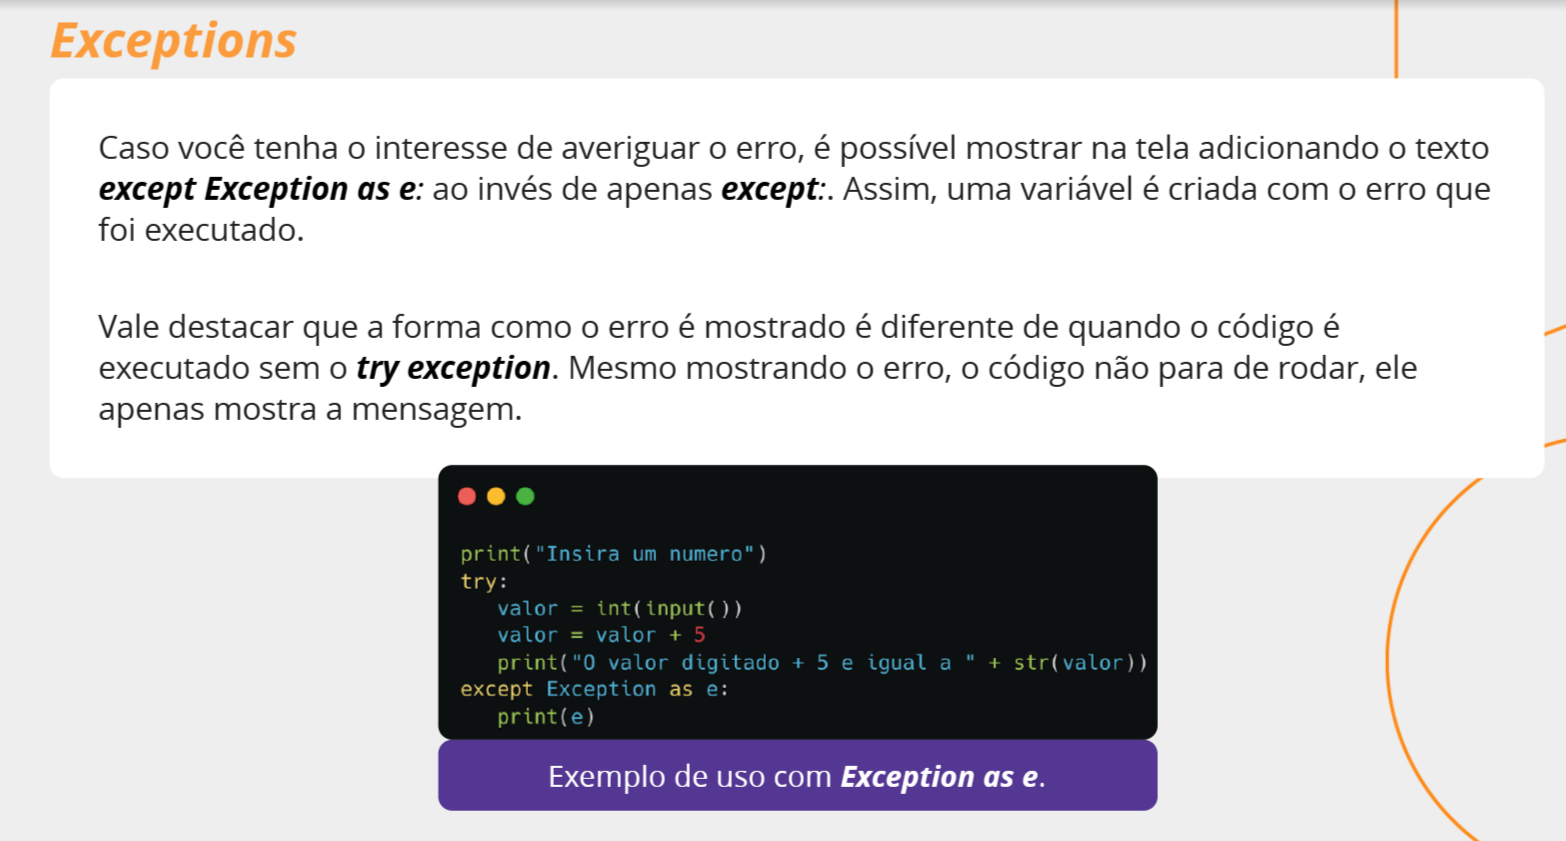 Exceptions
Caso você tenha o interesse de averiguar o erro, é possível mostrar na tela adicionando o texto
except Exception as e: ao invés de apenas except:. Assim, uma variável é criada com o erro que
foi executado.
Vale destacar que a forma como o erro é mostrado é diferente de quando o código é
executado sem o try exception. Mesmo mostrando o erro, o código não para de rodar, ele
apenas mostra a mensagem.
print("Insira um numero")
try:
   valor = int(input())
   valor = valor + 5
   print("O valor digitado + 5 e igual a " + str(valor))
except Exception as e:
   print(e)
Exemplo de uso com Exception as e.